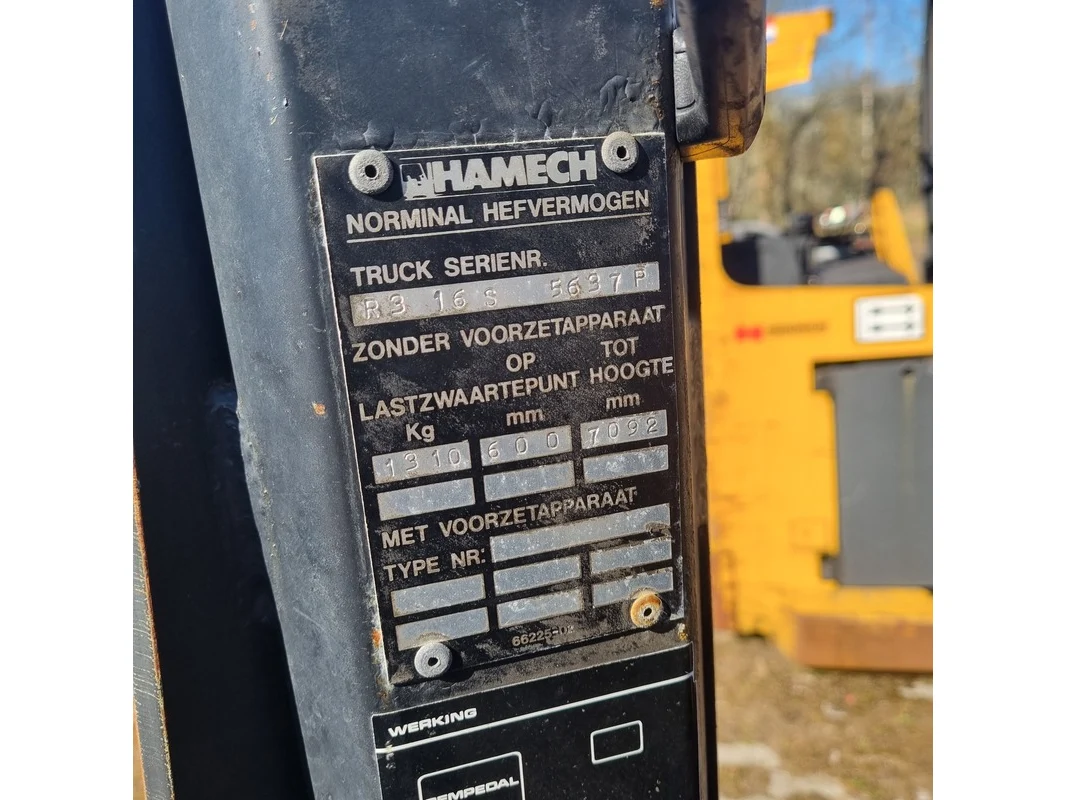 HAMECH
NORMINAL HEFVERMOGEN
TRUCK SERIENR.
R3 16 S 5637 P
ZONDER VOORZETAPPARAAT
OP TOT
LASTZWAARTEPUNT HOOGTE
Kg mm mm
1310 600 7092
MET VOORZETAPPARAAT
TYPE NR:
WERKING